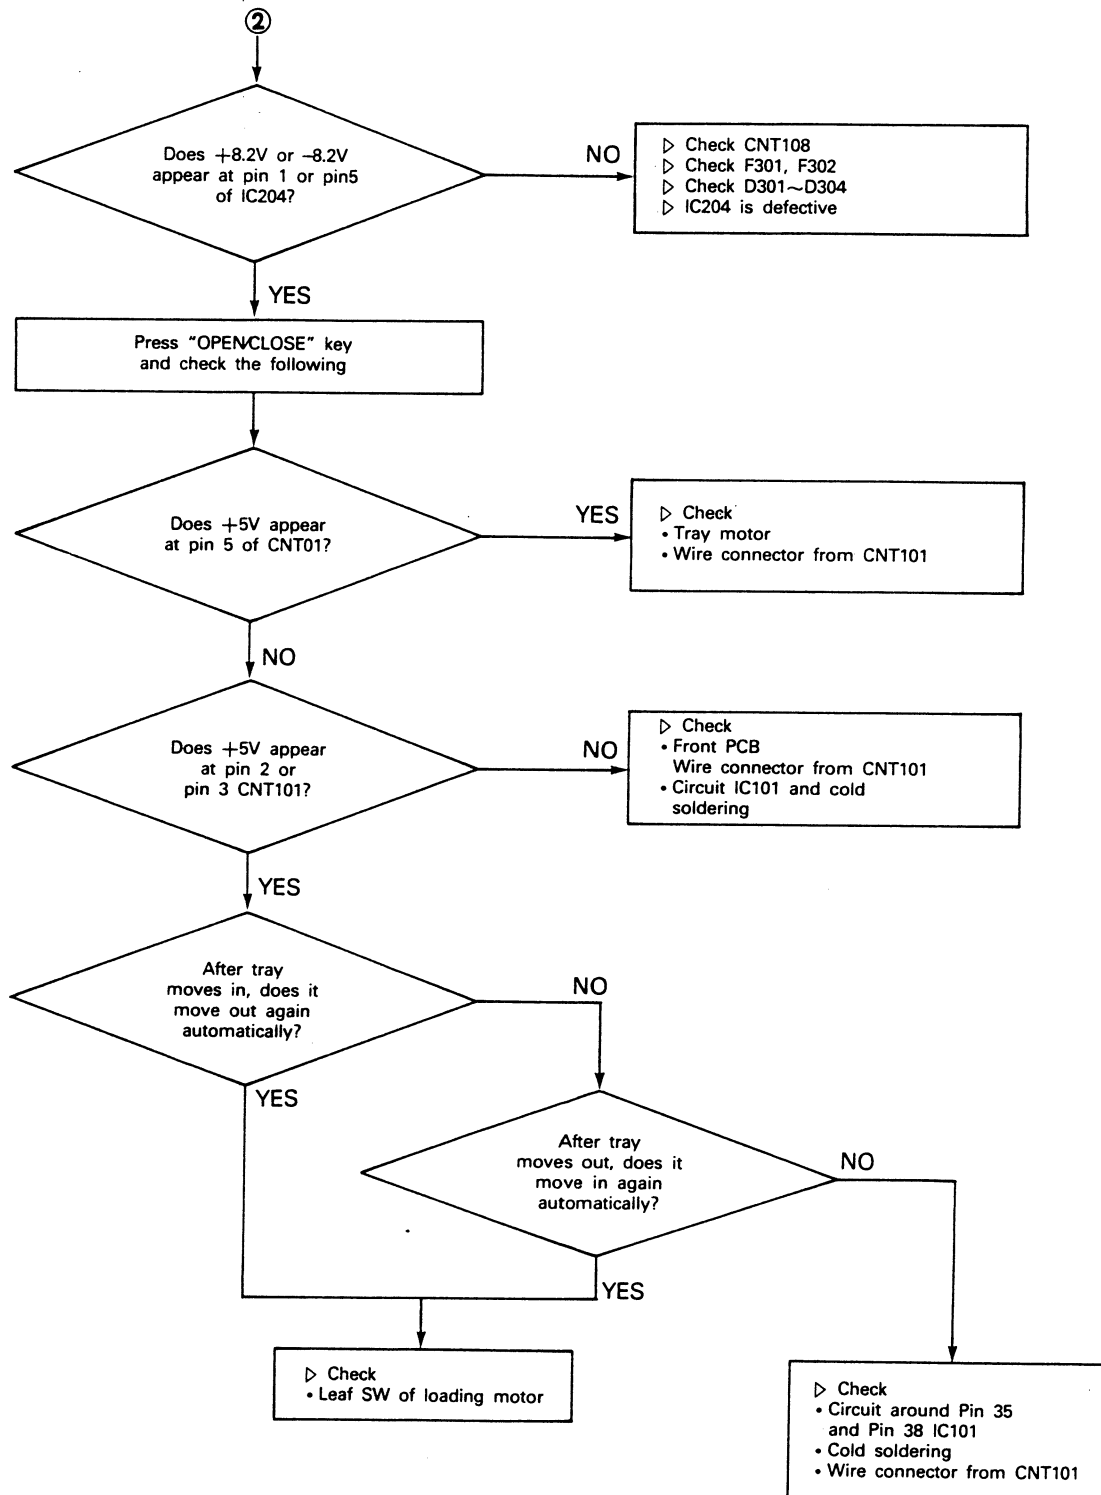 ②
Does +8.2V or -8.2V
appear at pin 1 or pin5
of IC204?
NO
▷ Check CNT108
▷ Check F301, F302
▷ Check D301~D304
▷ IC204 is defective
YES
Press "OPEN/CLOSE" key
and check the following
Does +5V appear
at pin 5 of CNT01?
YES
▷ Check
• Tray motor
• Wire connector from CNT101
NO
Does +5V appear
at pin 2 or
pin 3 CNT101?
NO
▷ Check
• Front PCB
Wire connector from CNT101
• Circuit IC101 and cold
soldering
YES
After tray
moves in, does it
move out again
automatically?
NO
YES
After tray
moves out, does it
move in again
automatically?
NO
YES
▷ Check
• Leaf SW of loading motor
▷ Check
• Circuit around Pin 35
and Pin 38 IC101
• Cold soldering
• Wire connector from CNT101